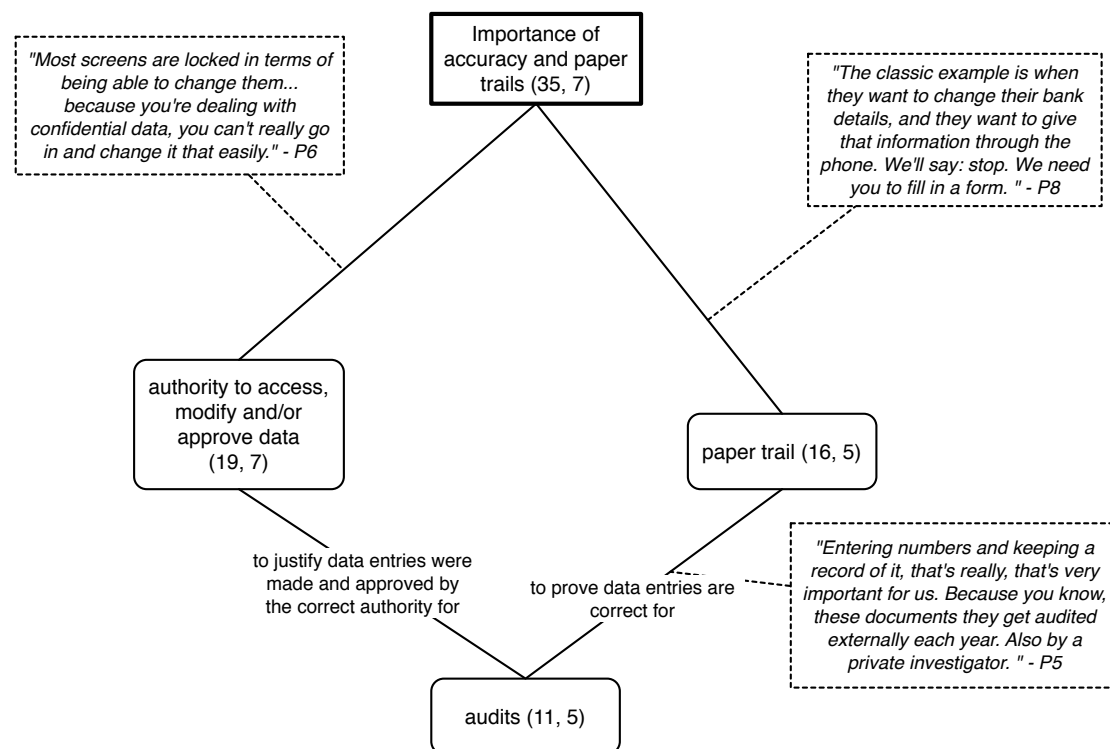 Importance of
accuracy and paper
trails (35, 7)
"Most screens are locked in terms of
being able to change them...
because you're dealing with
confidential data, you can't really go
in and change it that easily." - P6
"The classic example is when
they want to change their bank
details, and they want to give
that information through the
phone. We'll say: stop. We need
you to fill in a form. " - P8
authority to access,
modify and/or
approve data
(19, 7)
paper trail (16, 5)
to justify data entries were
made and approved by
the correct authority for
to prove data entries are
correct for
"Entering numbers and keeping a
record of it, that's really, that's very
important for us. Because you know,
these documents they get audited
externally each year. Also by a
private investigator. " - P5
audits (11, 5)